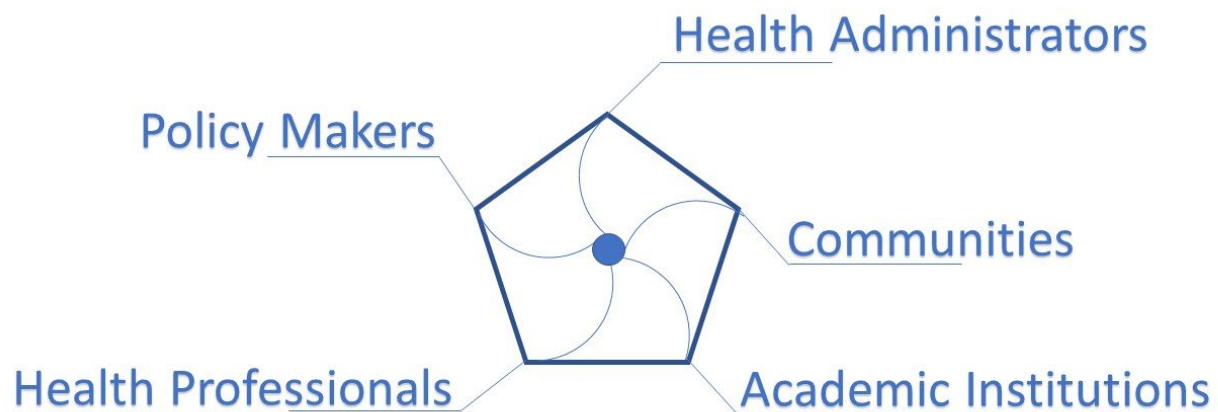 Health Administrators
Policy Makers
Communities
Health Professionals
Academic Institutions